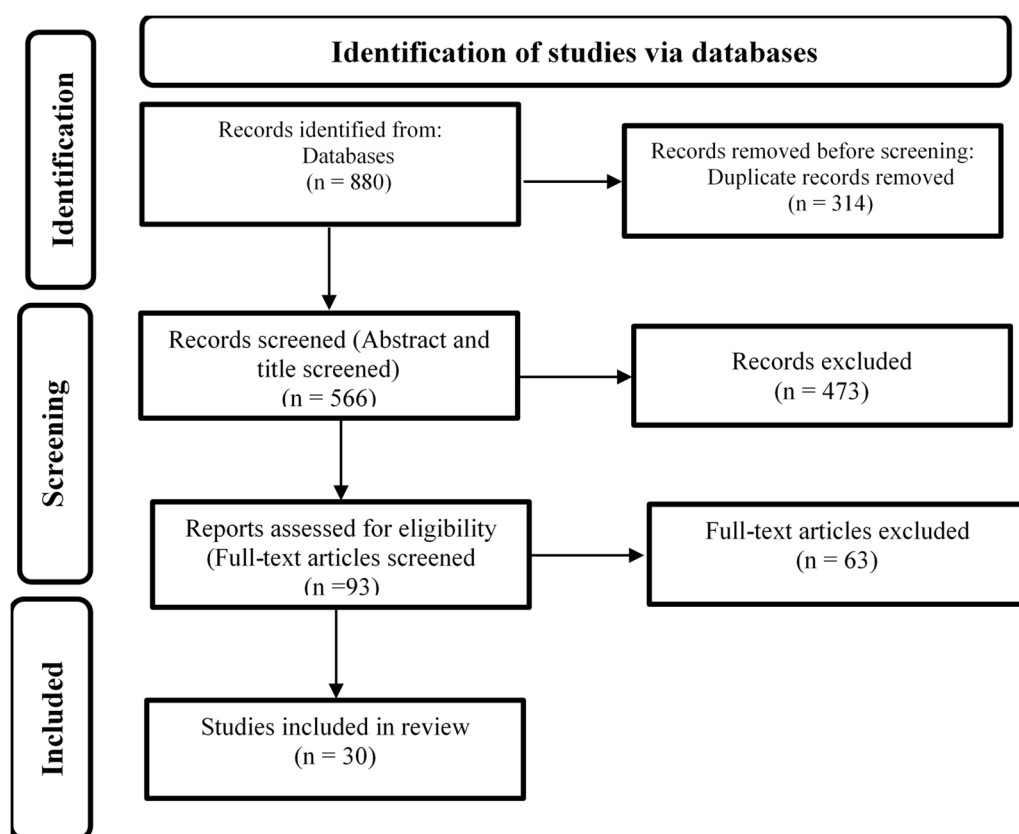 Identification of studies via databases
Identification
Records identified from:
Databases
(n = 880)
Records removed before screening:
Duplicate records removed
(n = 314)
Screening
Records screened (Abstract and
title screened)
(n = 566)
Records excluded
(n = 473)
Reports assessed for eligibility
(Full-text articles screened
(n =93)
Full-text articles excluded
(n = 63)
Included
Studies included in review
(n = 30)